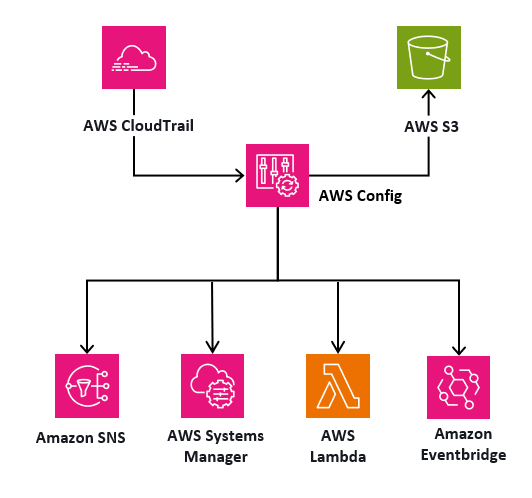 AWS CloudTrail
AWS S3
AWS Config
Amazon SNS
AWS Systems
Manager
AWS
Lambda
Amazon
Eventbridge